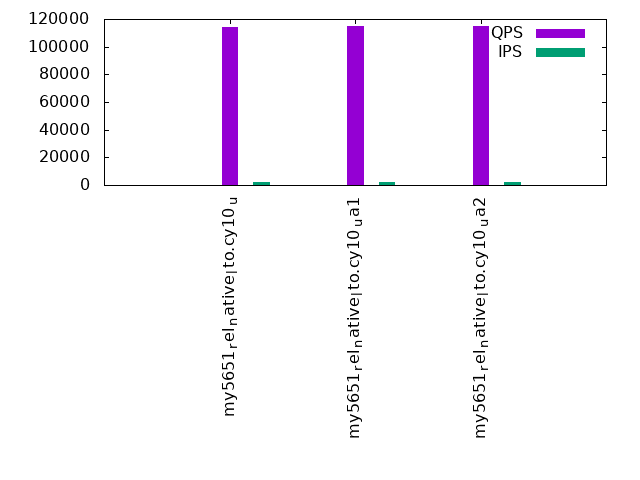 120000
100000
80000
60000
40000
20000
0
QPS
IPS
my5651relnativelto.cy10u
my5651relnativelto.cy10ua1
my5651relnativelto.cy10ua2